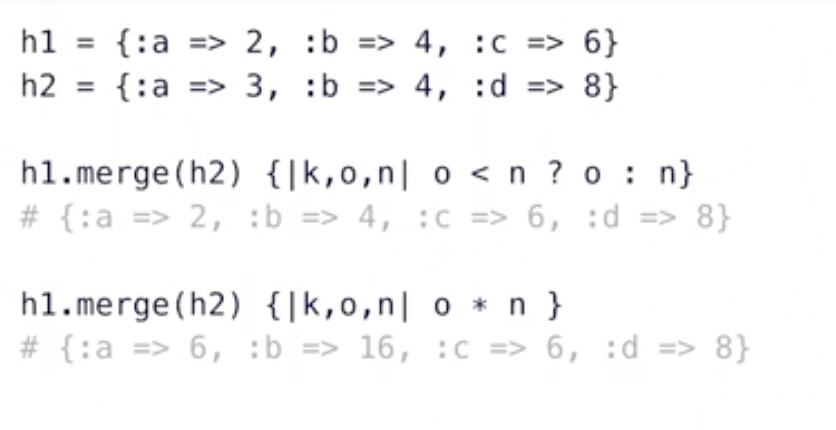 h1 = {:a => 2, :b => 4, :c => 6}
h2 = {:a => 3, :b => 4, :d => 8}
h1.merge(h2) {|k,o,n| o < n ? o : n}
# {:a => 2, :b => 4, :c => 6, :d => 8}
h1.merge(h2) {|k,o,n| o * n }
# {:a => 6, :b => 16, :c => 6, :d => 8}